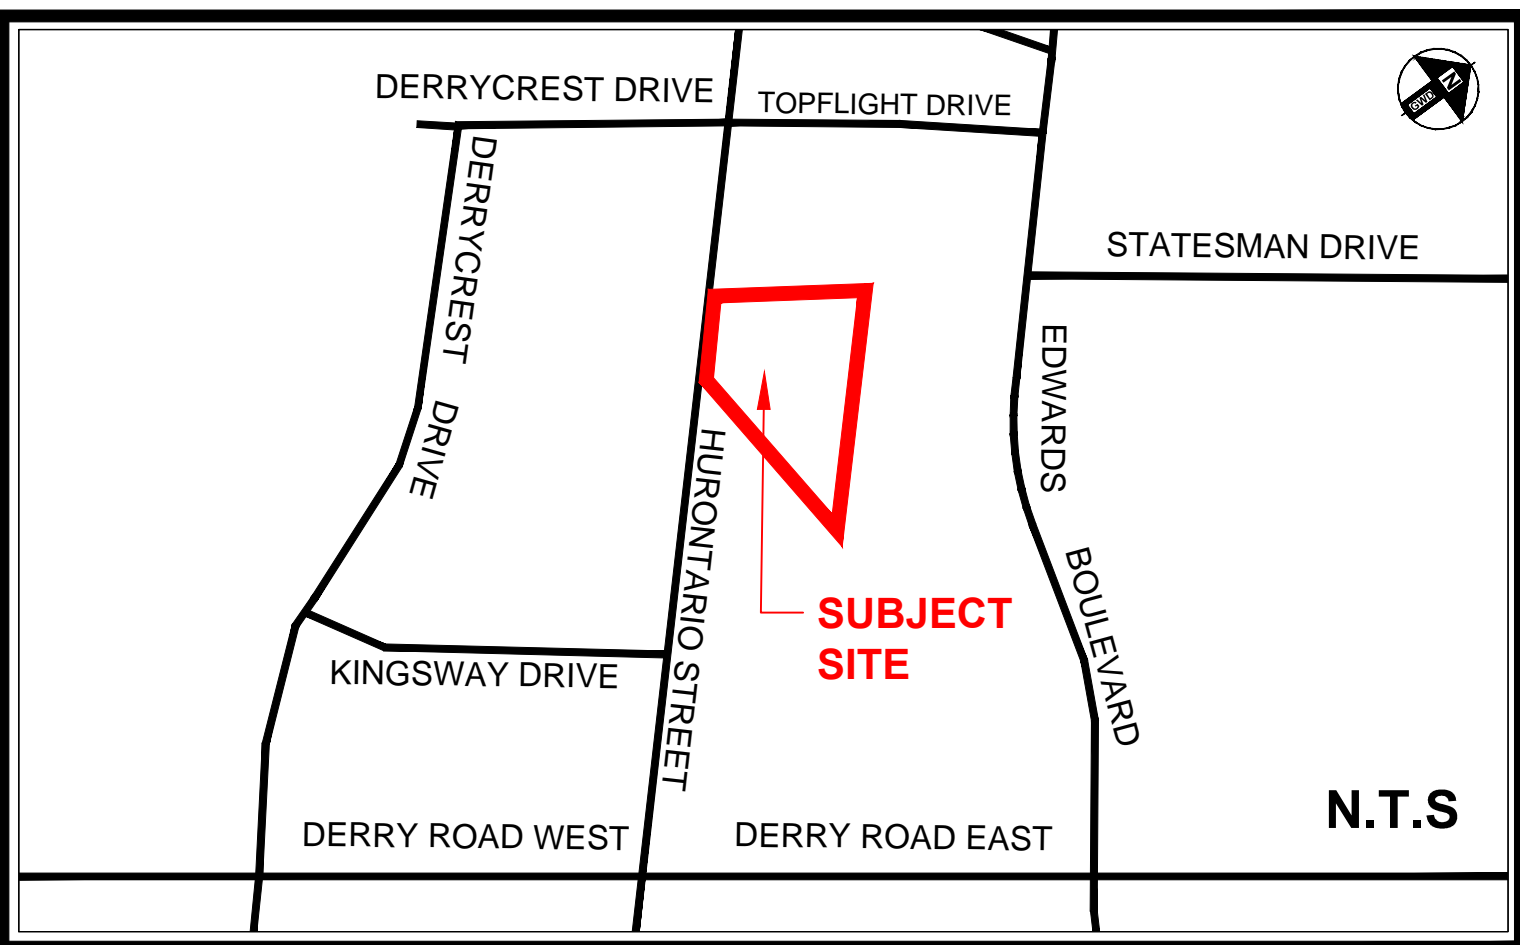 DERRYCREST DRIVE
TOPFLIGHT DRIVE
N
GWD
DERRYCREST DRIVE
STATESMAN DRIVE
EDWARDS BOULEVARD
HURONTARIO STREET
SUBJECT
SITE
KINGSWAY DRIVE
DERRY ROAD WEST
DERRY ROAD EAST
N.T.S